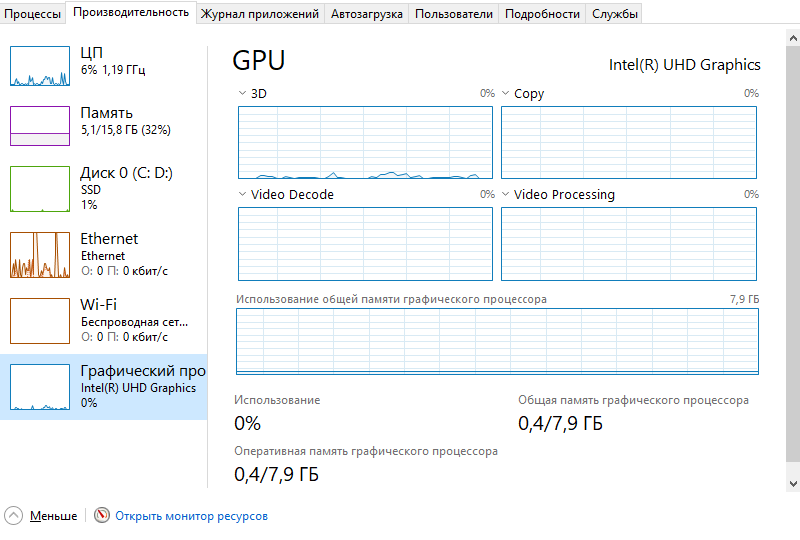 Процессы Производительность Журнал приложений Автозагрузка Пользователи Подробности Службы
ЦП
6% 1,19 ГГц
Память
5,1/15,8 ГБ (32%)
Диск 0 (C: D:)
SSD
1%
Ethernet
Ethernet
О: 0 П: 0 кбит/с
Wi-Fi
Беспроводная сет...
О: 0 П: 0 кбит/с
Графический про
Intel(R) UHD Graphics
0%
GPU
Intel(R) UHD Graphics
3D 0%
Copy 0%
Video Decode 0%
Video Processing 0%
Использование общей памяти графического процессора 7,9 ГБ
Использование
0%
Общая память графического процессора
0,4/7,9 ГБ
Оперативная память графического процессора
0,4/7,9 ГБ
Меньше
Открыть монитор ресурсов